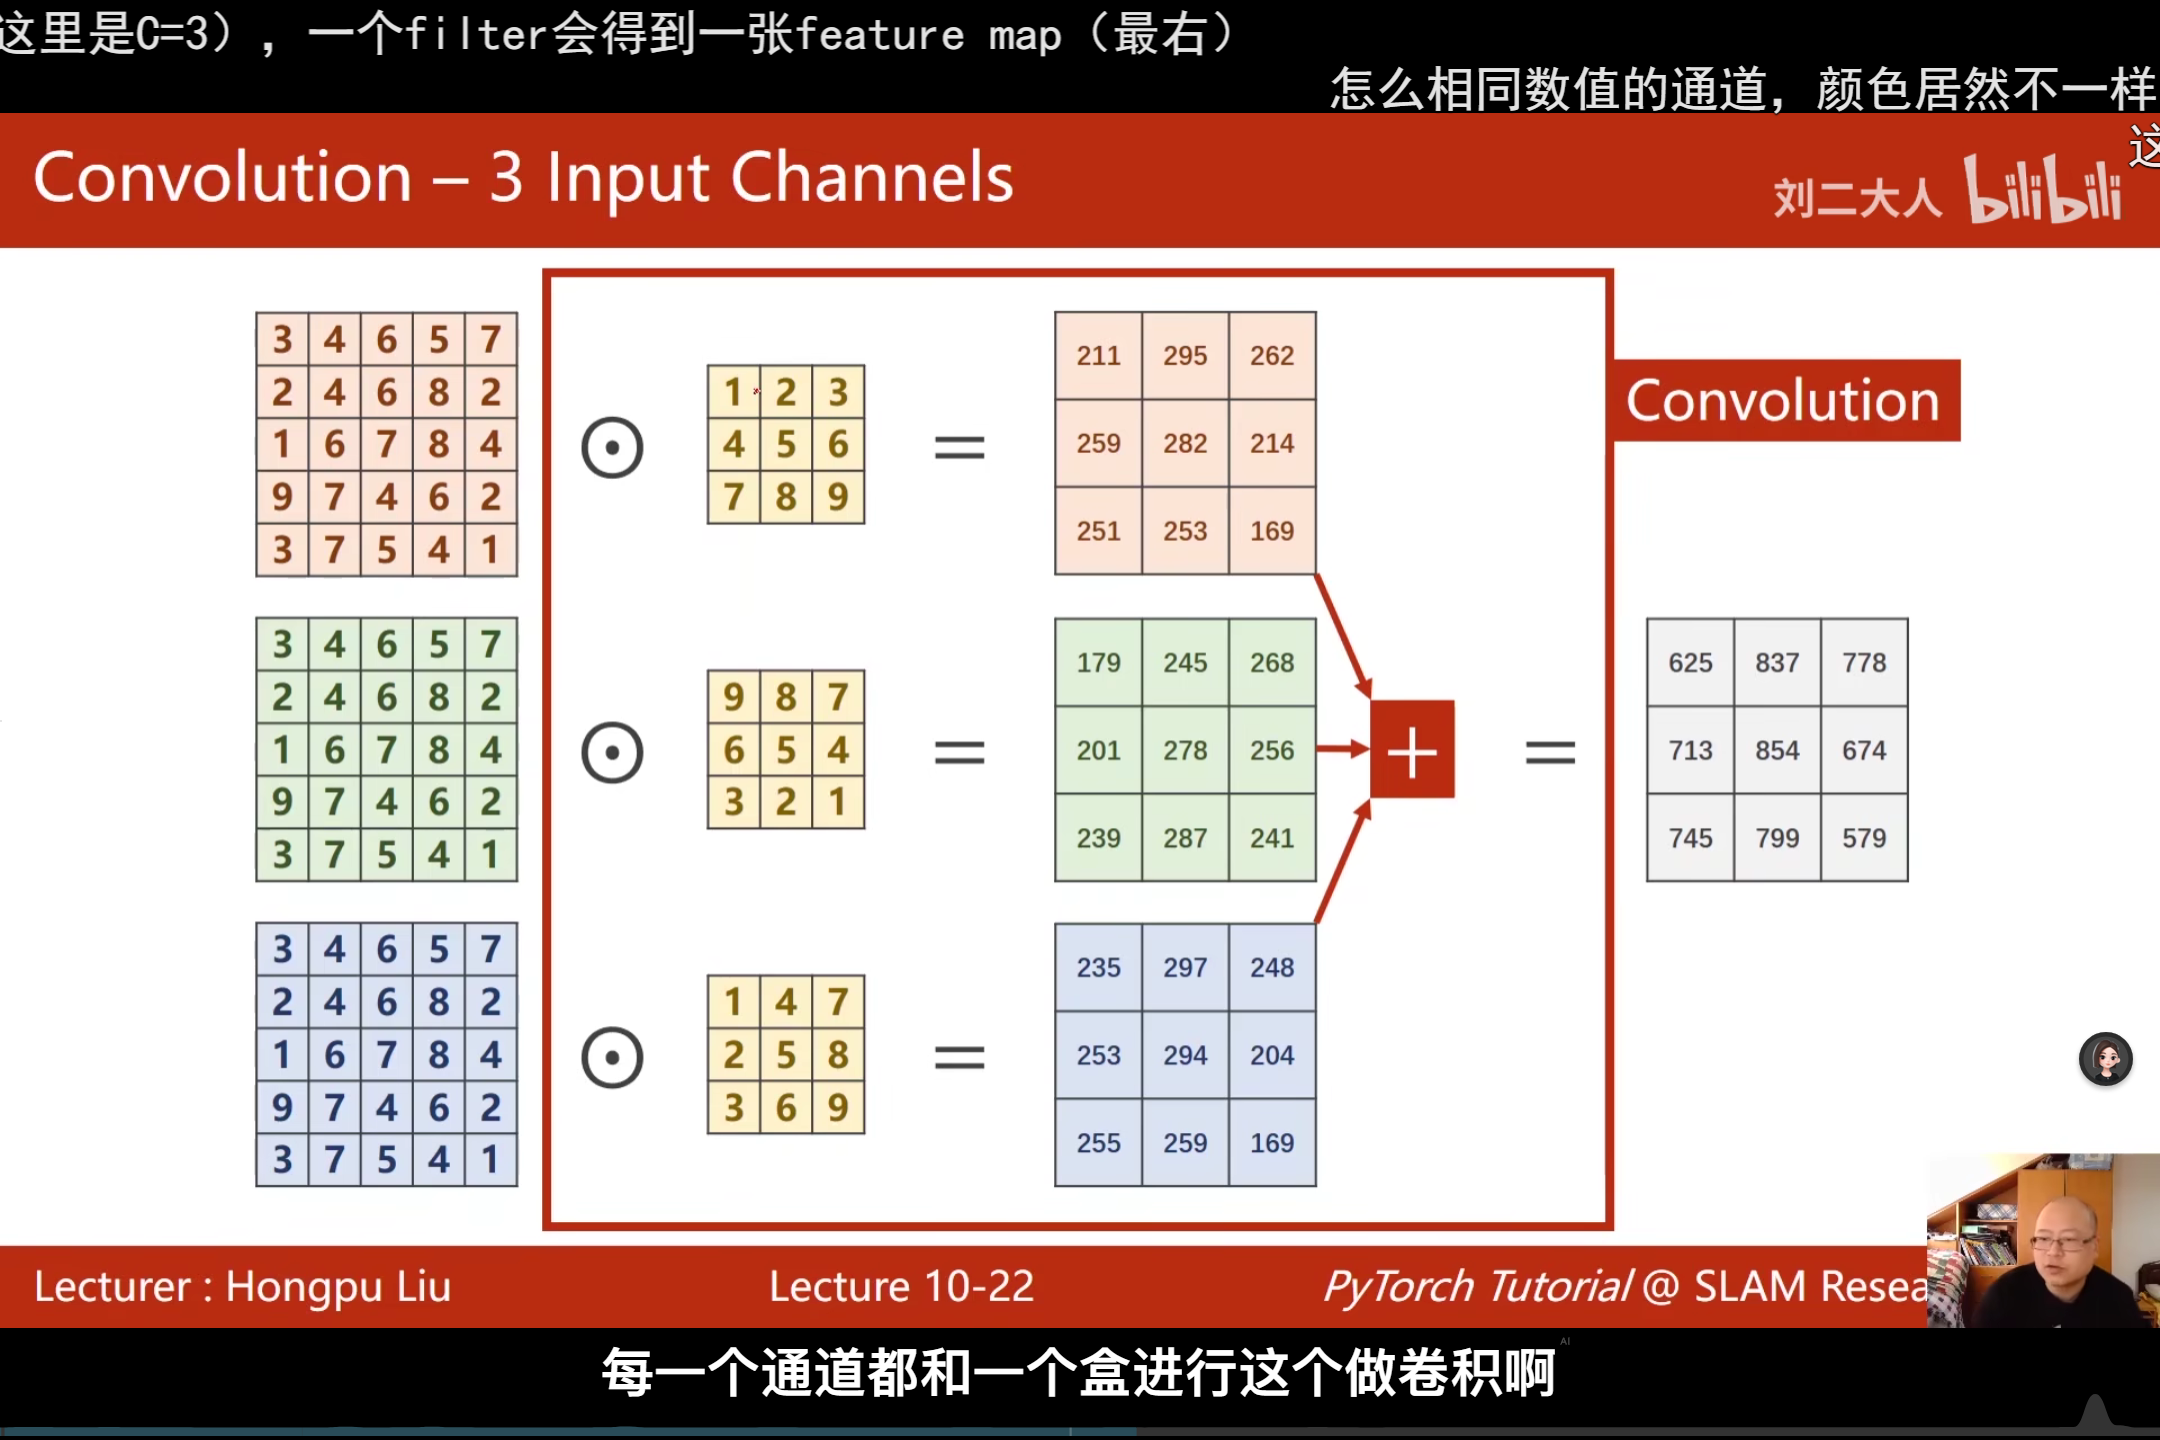 这里是C=3），一个filter会得到一张feature map（最右）
怎么相同数值的通道，颜色居然不一样
这
Convolution – 3 Input Channels
刘二大人 bilibili
3 4 6 5 7
2 4 6 8 2
1 6 7 8 4
9 7 4 6 2
3 7 5 4 1
⊙
1 2 3
4 5 6
7 8 9
=
211 295 262
259 282 214
251 253 169
Convolution
3 4 6 5 7
2 4 6 8 2
1 6 7 8 4
9 7 4 6 2
3 7 5 4 1
⊙
9 8 7
6 5 4
3 2 1
=
179 245 268
201 278 256
239 287 241
+
=
625 837 778
713 854 674
745 799 579
3 4 6 5 7
2 4 6 8 2
1 6 7 8 4
9 7 4 6 2
3 7 5 4 1
⊙
1 4 7
2 5 8
3 6 9
=
235 297 248
253 294 204
255 259 169
Lecturer : Hongpu Liu
Lecture 10-22
PyTorch Tutorial @ SLAM Resea
每一个通道都和一个盒进行这个做卷积啊
AI